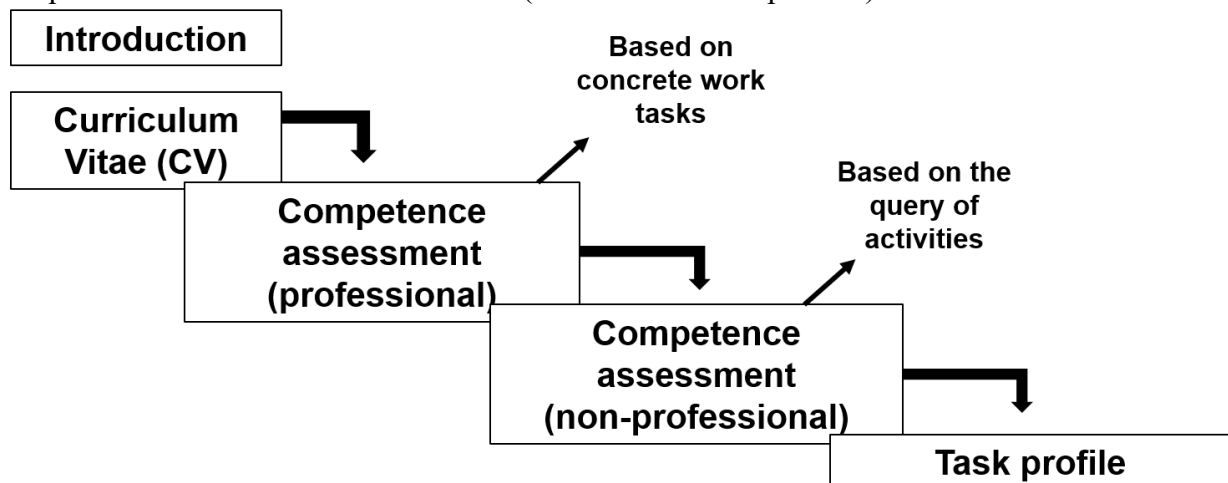 Introduction
Curriculum
Vitae (CV)
Based on
concrete work
tasks
Competence
assessment
(professional)
Based on the
query of
activities
Competence
assessment
(non-professional)
Task profile